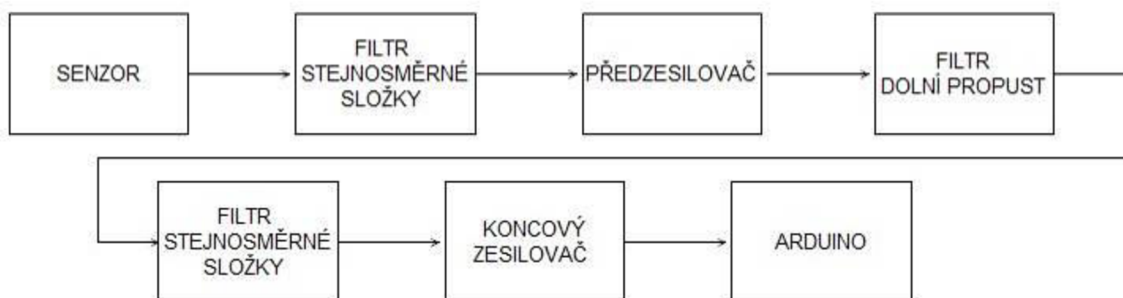 SENZOR
FILTR
STEJNOSMĚRNÉ
SLOŽKY
PŘEDZESILOVAČ
FILTR
DOLNÍ PROPUST
FILTR
STEJNOSMĚRNÉ
SLOŽKY
KONCOVÝ
ZESILOVAČ
ARDUINO